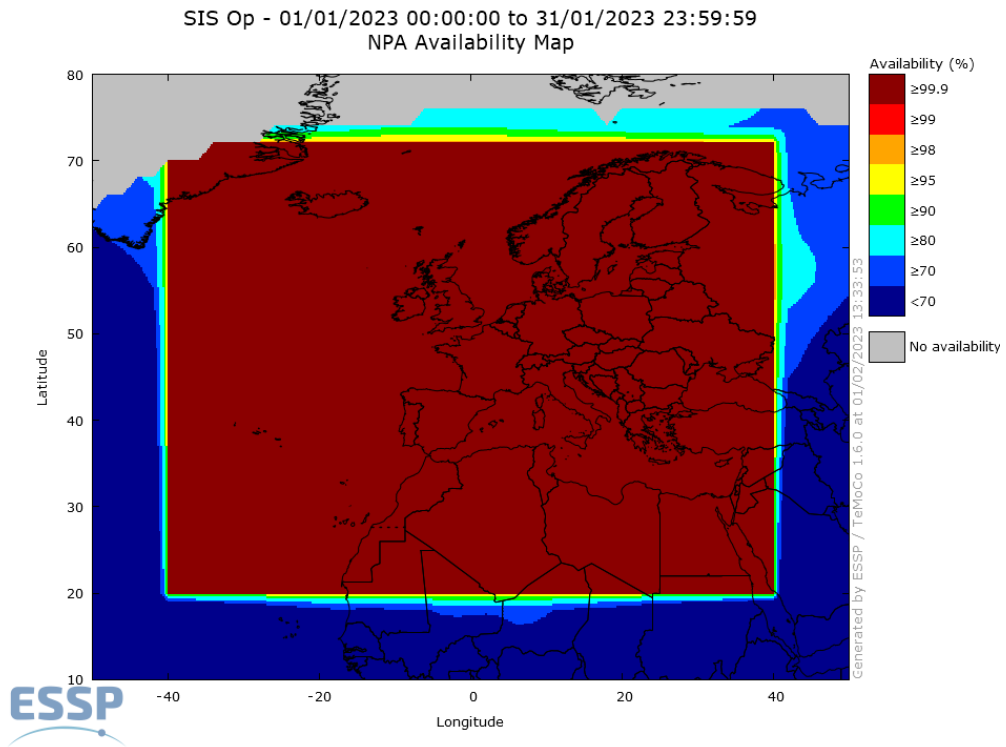 SIS Op - 01/01/2023 00:00:00 to 31/01/2023 23:59:59
NPA Availability Map
Availability (%)
≥99.9
≥99
≥98
≥95
≥90
≥80
≥70
<70
No availability
80
70
60
50
40
30
20
10
Latitude
-40
-20
0
20
40
Longitude
Generated by ESSP / TeMoCo 1.6.0 at 01/02/2023 13:33:53
ESSP